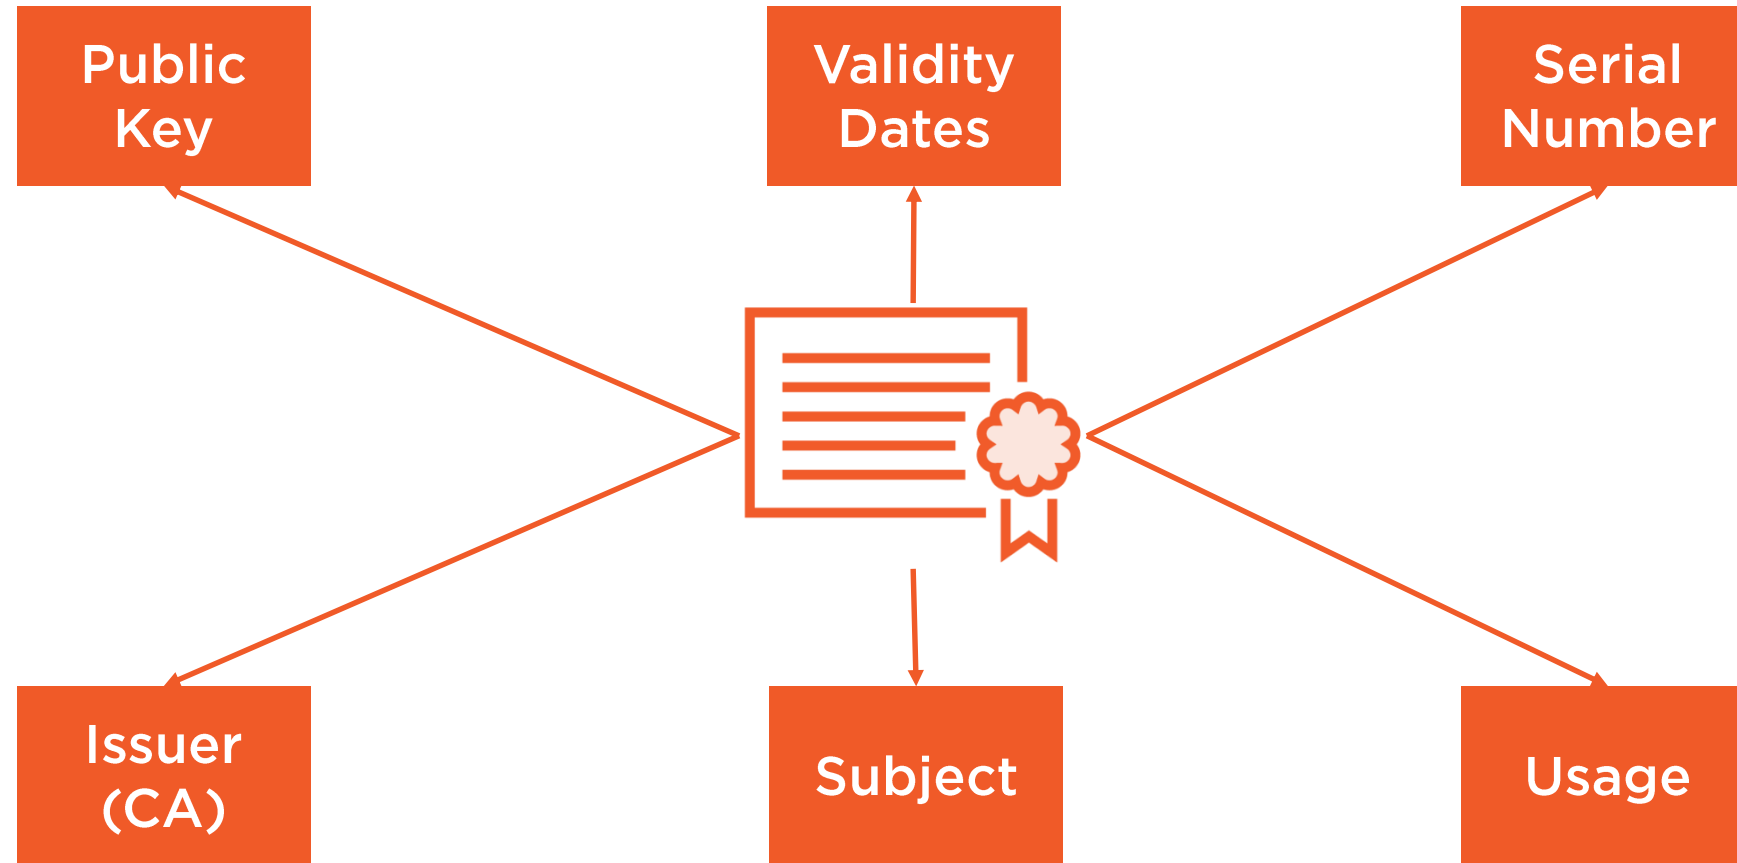 Public
Key
Validity
Dates
Serial
Number
Issuer
(CA)
Subject
Usage